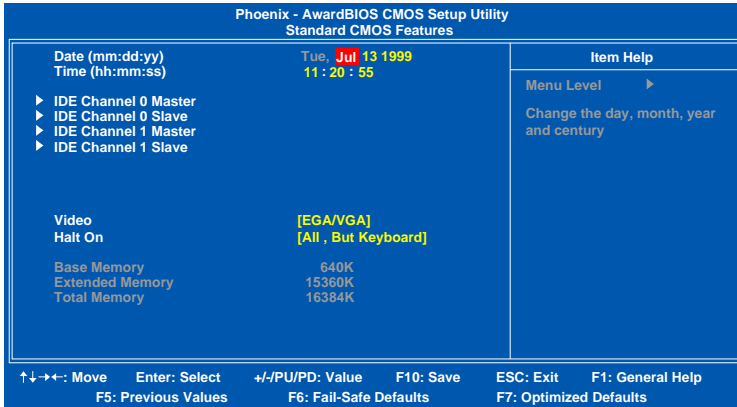 Phoenix - AwardBIOS CMOS Setup Utility
Standard CMOS Features
Date (mm:dd:yy) Tue, Jul 13 1999
Time (hh:mm:ss) 11 : 20 : 55
IDE Channel 0 Master
IDE Channel 0 Slave
IDE Channel 1 Master
IDE Channel 1 Slave
Video [EGA/VGA]
Halt On [All , But Keyboard]
Base Memory 640K
Extended Memory 15360K
Total Memory 16384K
Item Help
Menu Level
Change the day, month, year
and century
↑↓→←: Move Enter: Select +/-/PU/PD: Value F10: Save ESC: Exit F1: General Help
F5: Previous Values F6: Fail-Safe Defaults F7: Optimized Defaults